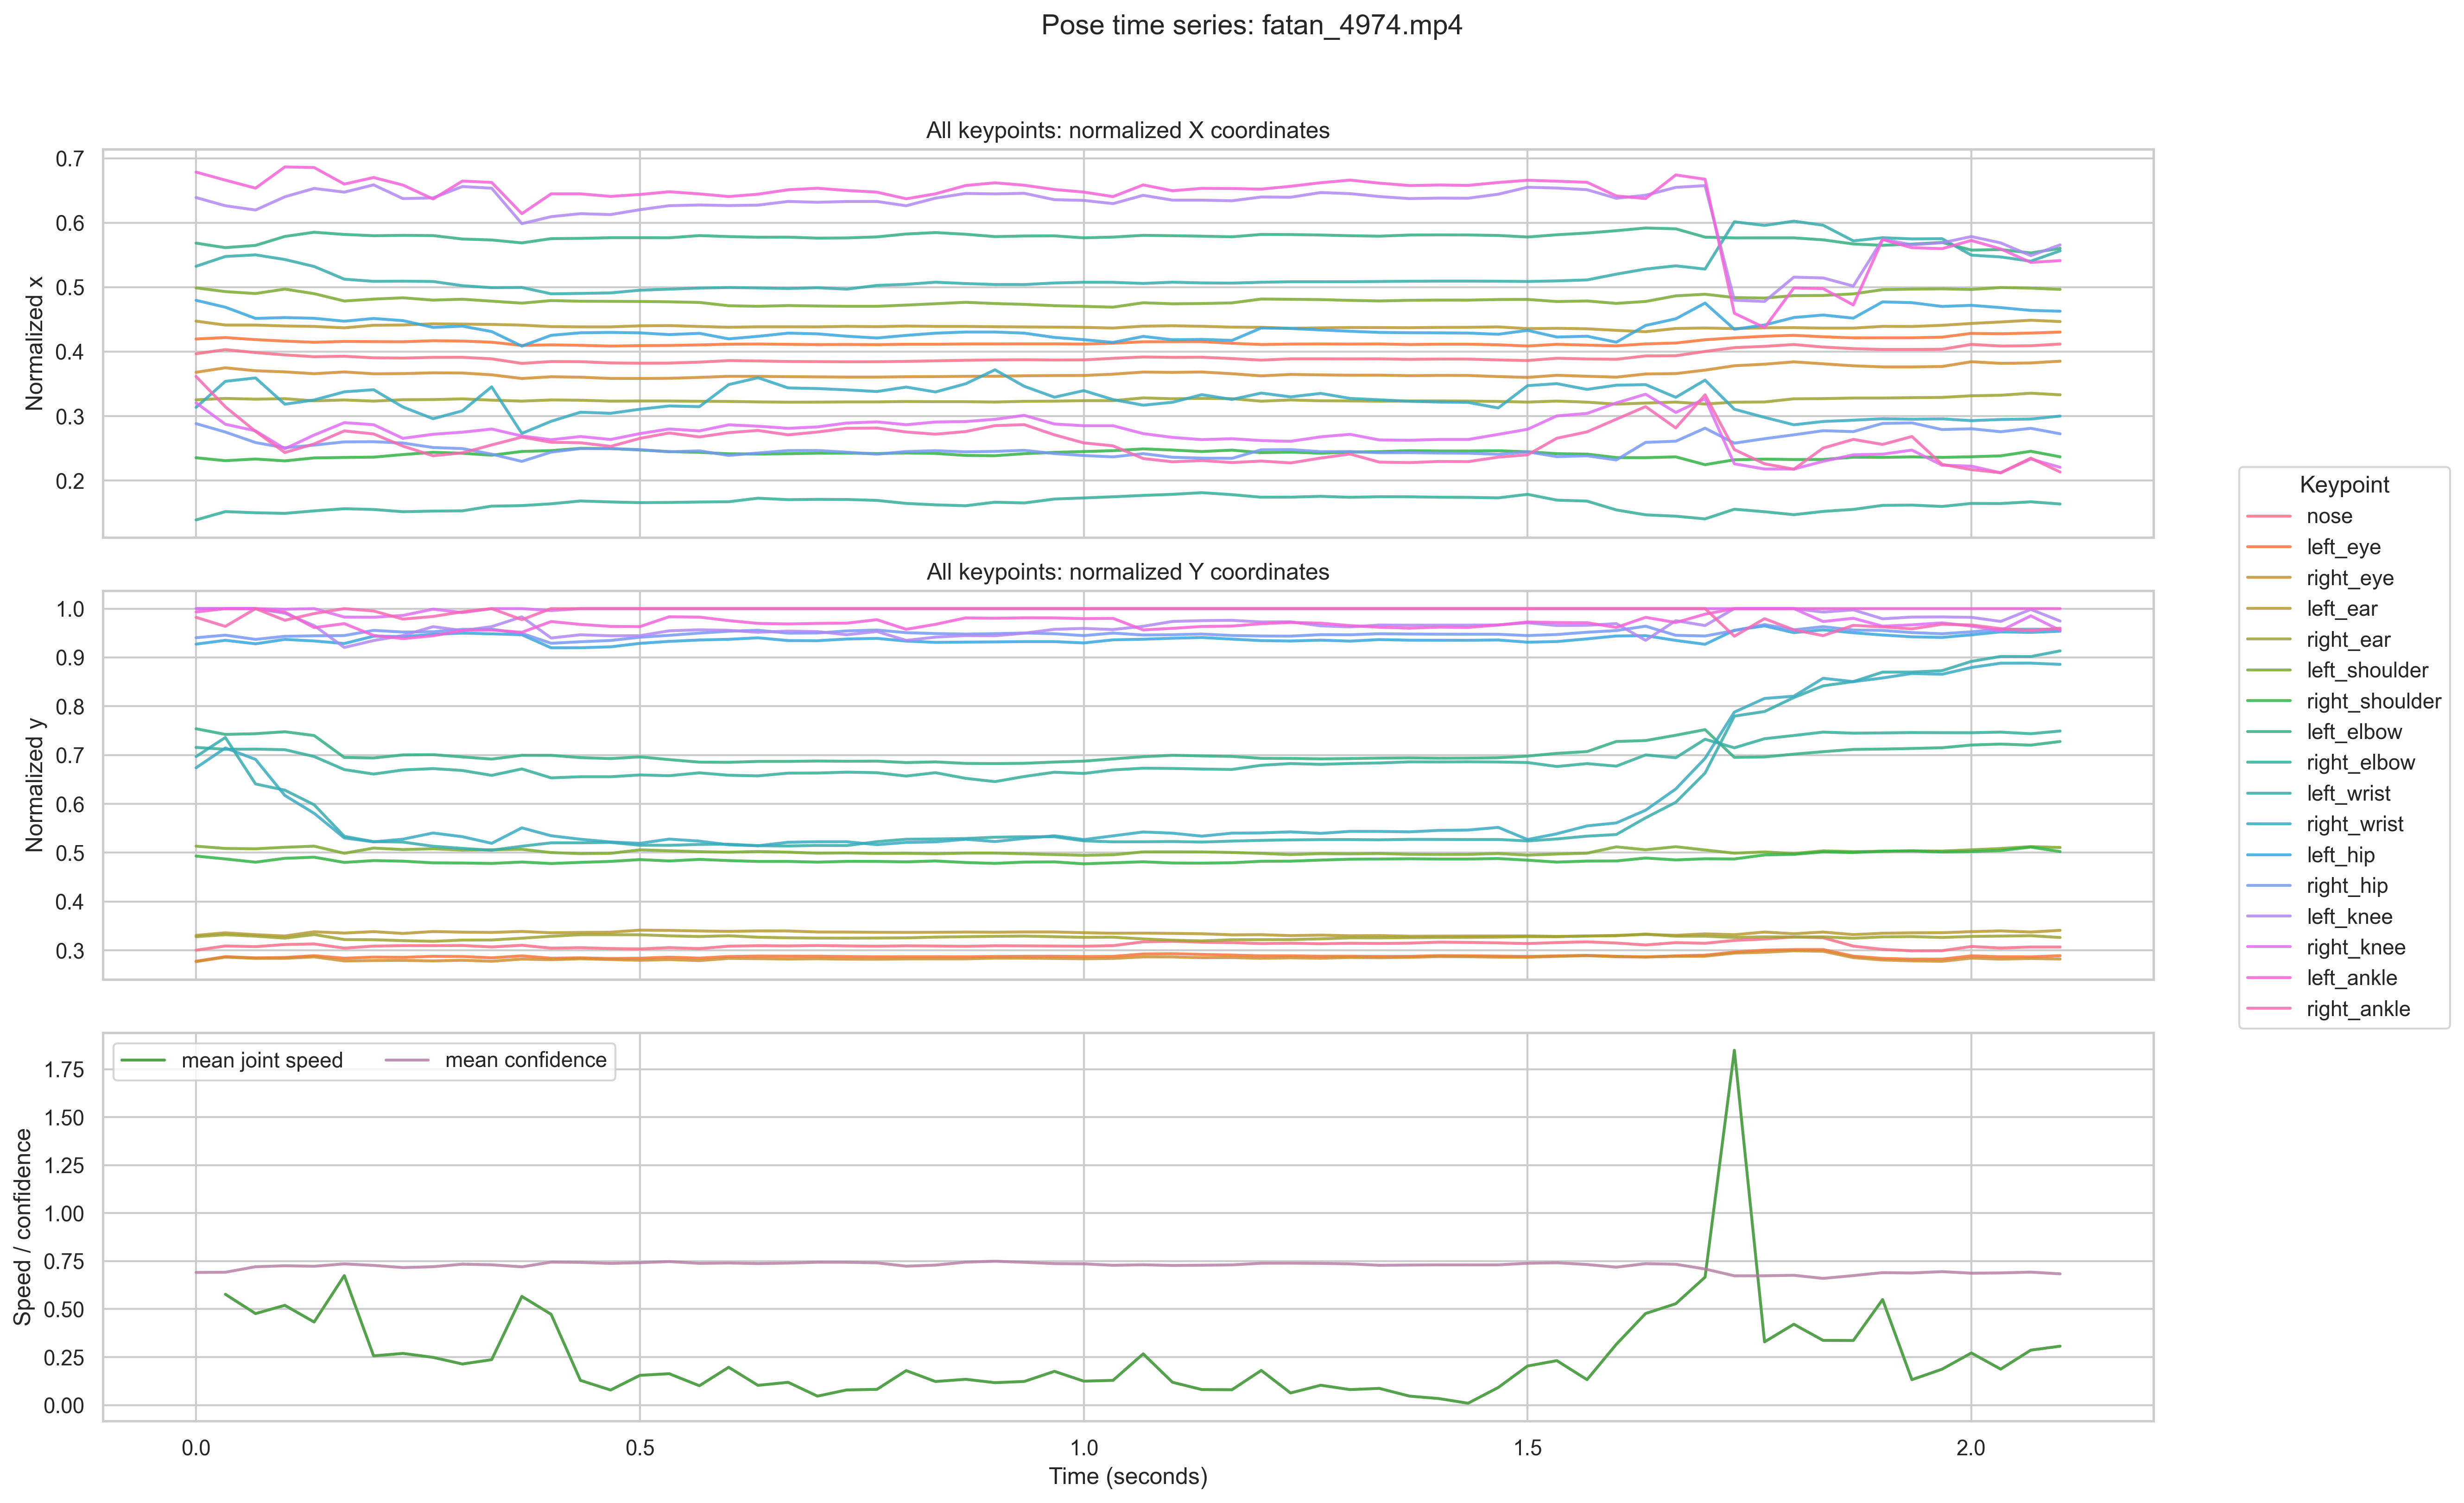 Pose time series: fatan_4974.mp4
All keypoints: normalized X coordinates
0.7
0.6
0.5
0.4
0.3
0.2
Normalized x
All keypoints: normalized Y coordinates
1.0
0.9
0.8
0.7
0.6
0.5
0.4
0.3
Normalized y
mean joint speed mean confidence
1.75
1.50
1.25
1.00
0.75
0.50
0.25
0.00
Speed / confidence
0.0 0.5 1.0 1.5 2.0
Time (seconds)
Keypoint
nose
left_eye
right_eye
left_ear
right_ear
left_shoulder
right_shoulder
left_elbow
right_elbow
left_wrist
right_wrist
left_hip
right_hip
left_knee
right_knee
left_ankle
right_ankle